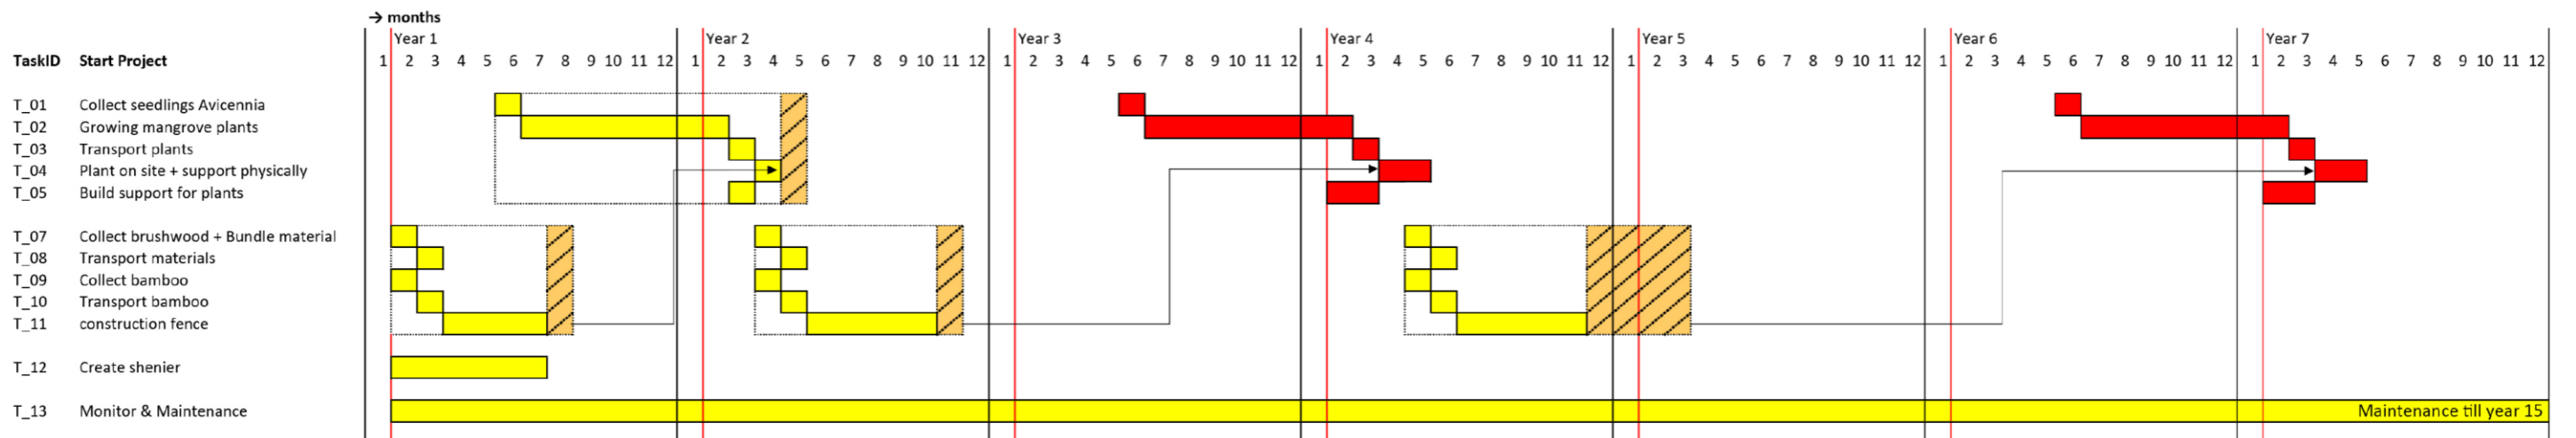 → months
Year 1 Year 2 Year 3 Year 4 Year 5 Year 6 Year 7
TaskID Start Project 1 2 3 4 5 6 7 8 9 10 11 12 1 2 3 4 5 6 7 8 9 10 11 12 1 2 3 4 5 6 7 8 9 10 11 12 1 2 3 4 5 6 7 8 9 10 11 12 1 2 3 4 5 6 7 8 9 10 11 12 1 2 3 4 5 6 7 8 9 10 11 12 1 2 3 4 5 6 7 8 9 10 11 12
T_01 Collect seedlings Avicennia
T_02 Growing mangrove plants
T_03 Transport plants
T_04 Plant on site + support physically
T_05 Build support for plants
T_07 Collect brushwood + Bundle material
T_08 Transport materials
T_09 Collect bamboo
T_10 Transport bamboo
T_11 construction fence
T_12 Create shenier
T_13 Monitor & Maintenance Maintenance till year 15